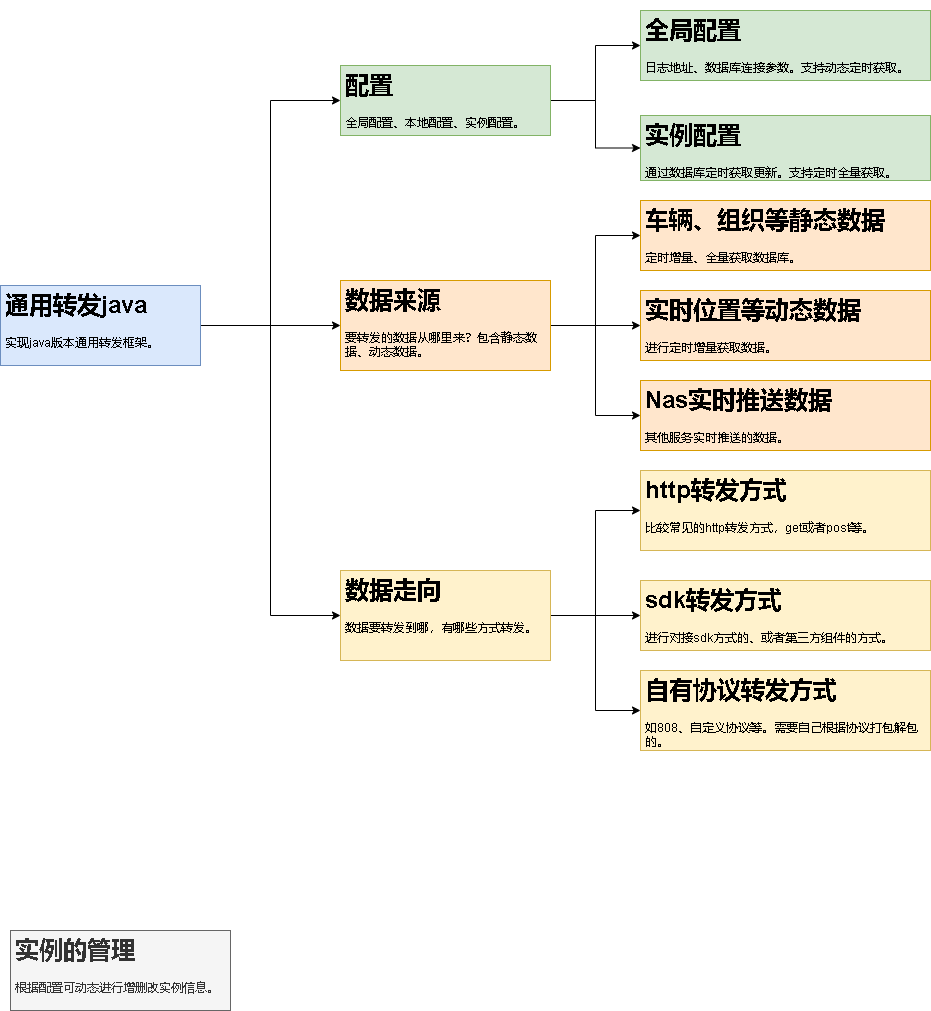 通用转发java
实现java版本通用转发框架。
配置
全局配置、本地配置、实例配置。
全局配置
日志地址、数据库连接参数。支持动态定时获取。
实例配置
通过数据库定时获取更新。支持定时全量获取。
数据来源
要转发的数据从哪里来？包含静态数
据、动态数据。
车辆、组织等静态数据
定时增量、全量获取数据库。
实时位置等动态数据
进行定时增量获取数据。
Nas实时推送数据
其他服务实时推送的数据。
数据走向
数据要转发到哪，有哪些方式转发。
http转发方式
比较常见的http转发方式，get或者post等。
sdk转发方式
进行对接sdk方式的、或者第三方组件的方式。
自有协议转发方式
如808、自定义协议等。需要自己根据协议打包解包
的。
实例的管理
根据配置可动态进行增删改实例信息。